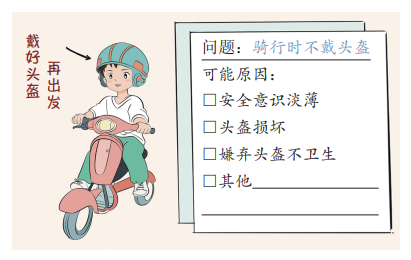 戴好头盔
再出发
问题：骑行时不戴头盔
可能原因：
□安全意识淡薄
□头盔损坏
□嫌弃头盔不卫生
□其他